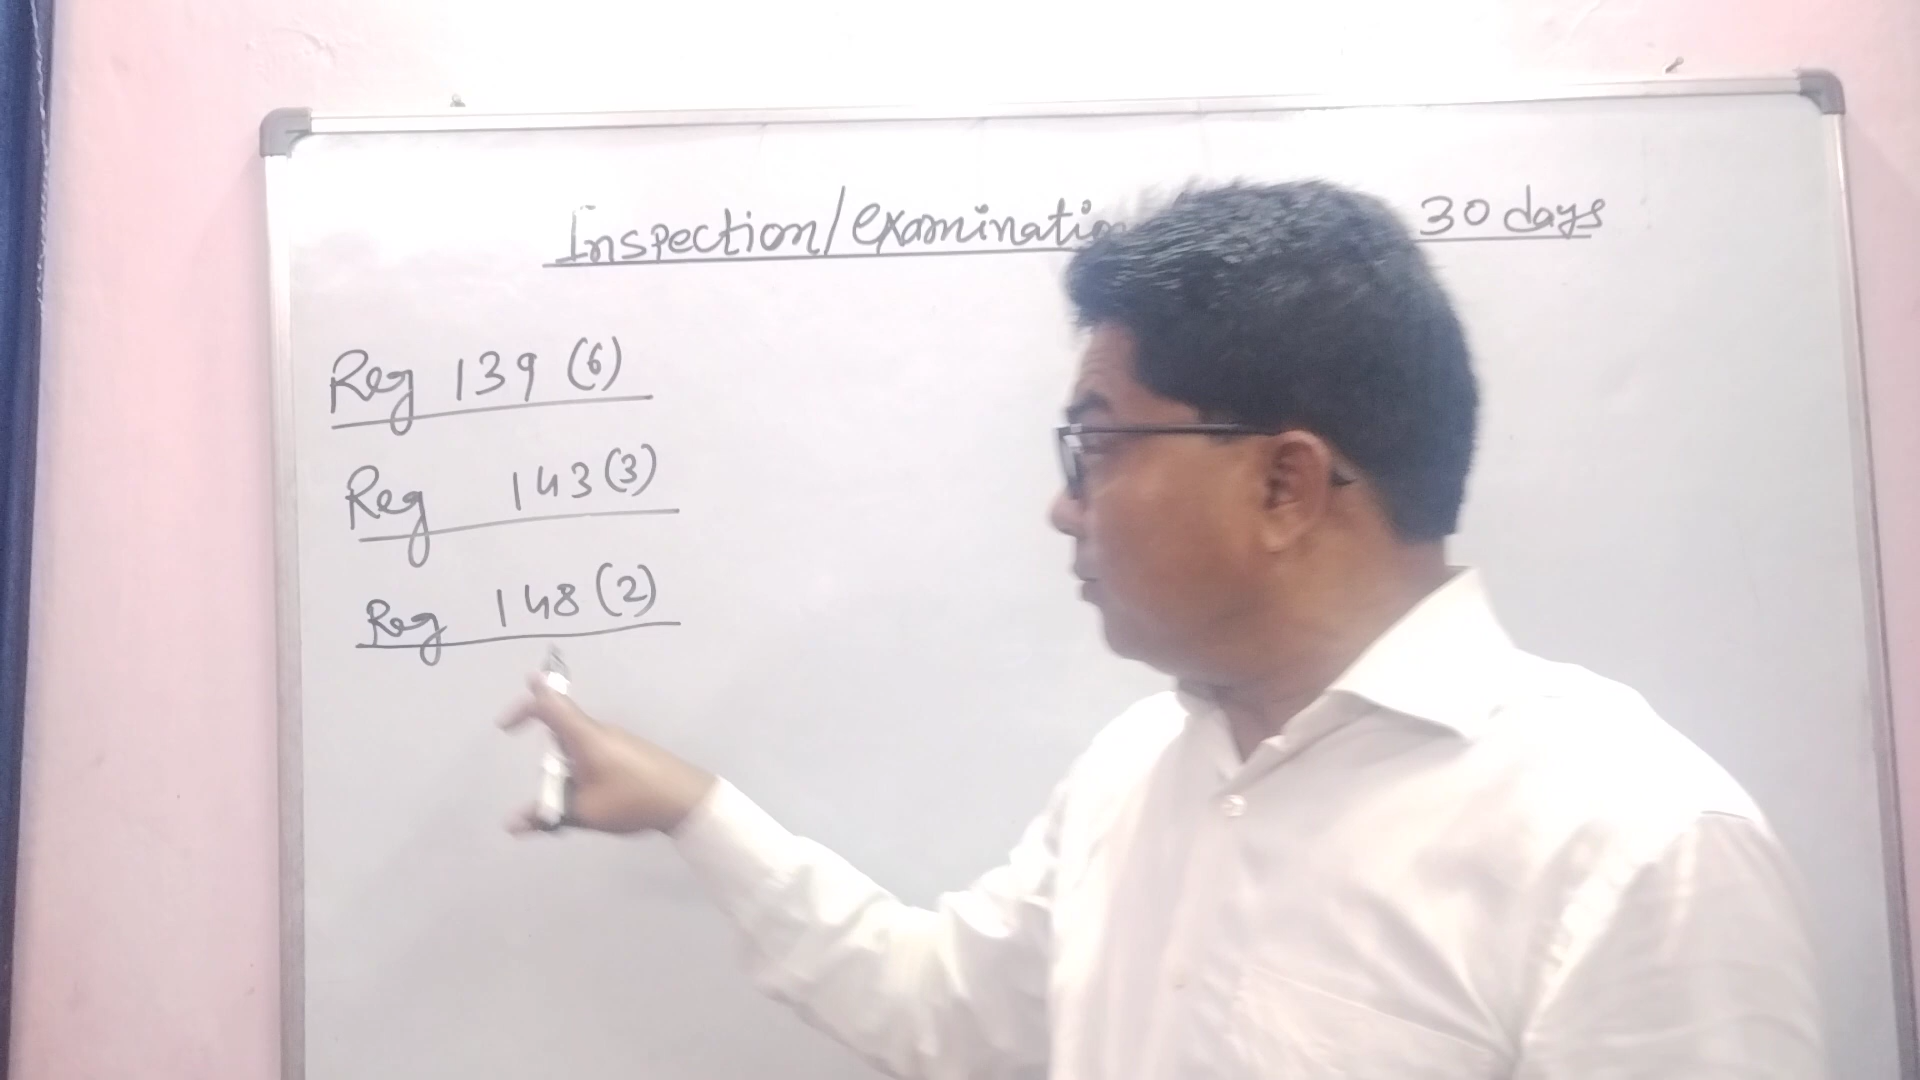 Inspection/examination 30 days
Reg 139 (6)
Reg 143 (3)
Reg 148 (2)